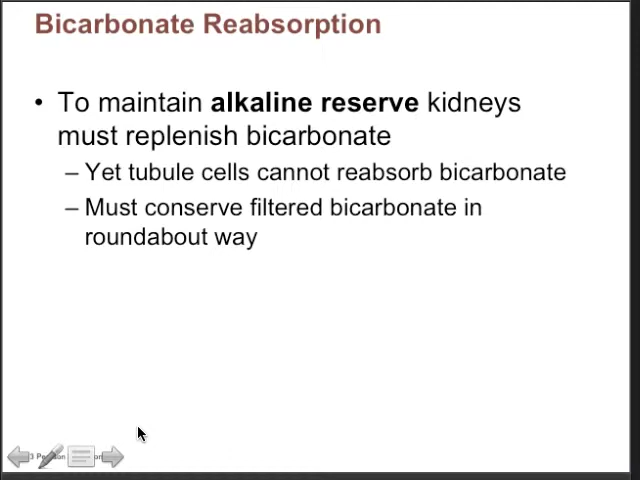 Bicarbonate Reabsorption
• To maintain alkaline reserve kidneys
must replenish bicarbonate
– Yet tubule cells cannot reabsorb bicarbonate
– Must conserve filtered bicarbonate in
roundabout way